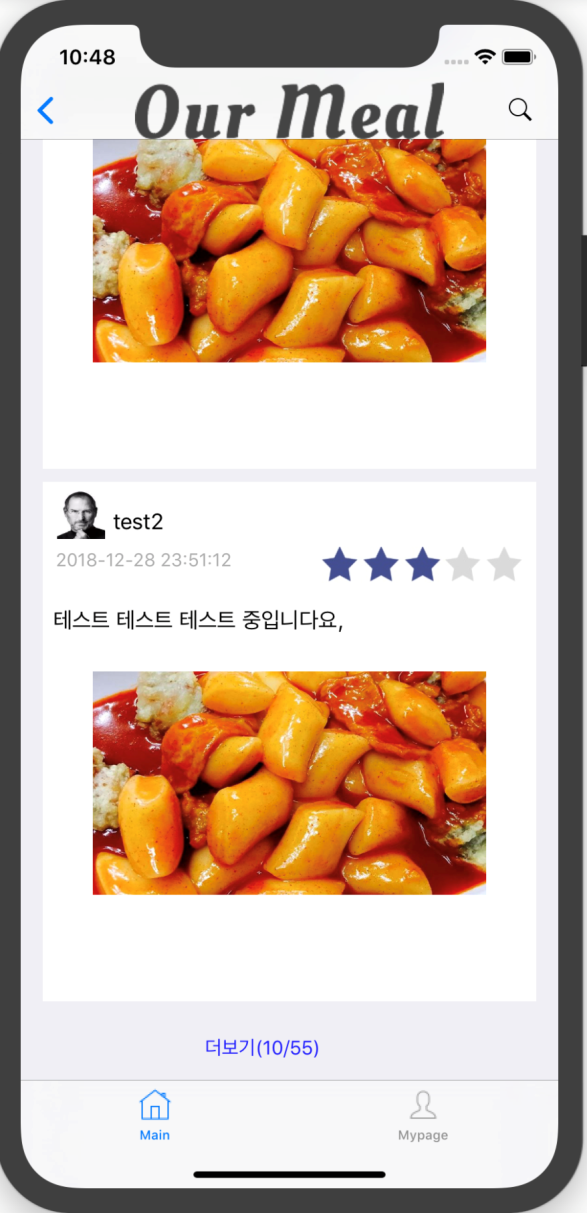 10:48
Our Meal
test2
2018-12-28 23:51:12
테스트 테스트 테스트 중입니다요,
더보기(10/55)
Main
Mypage